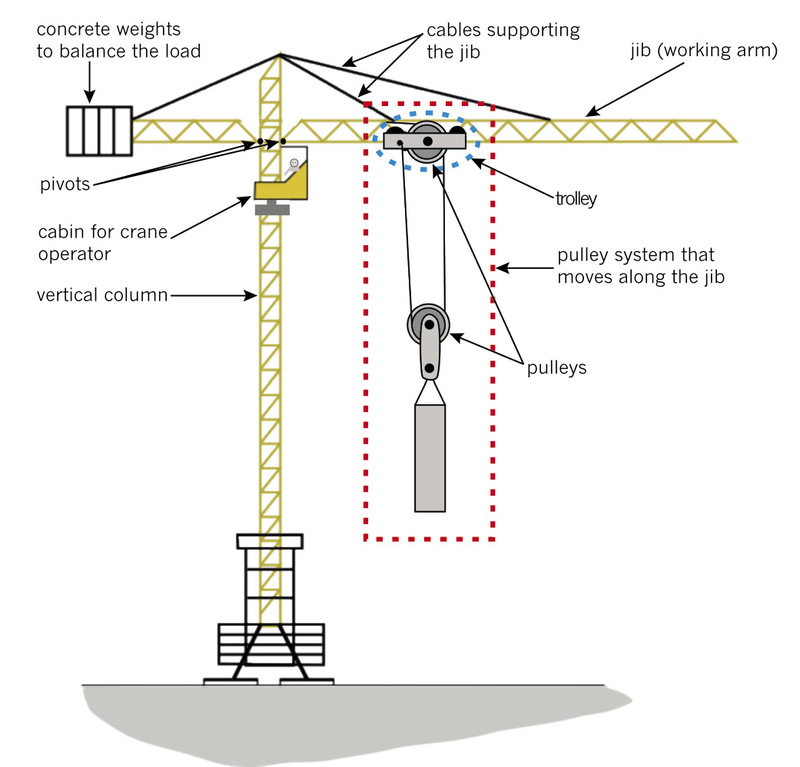 concrete weights
to balance the load
cables supporting
the jib
jib (working arm)
pivots
trolley
cabin for crane
operator
pulley system that
moves along the jib
vertical column
pulleys